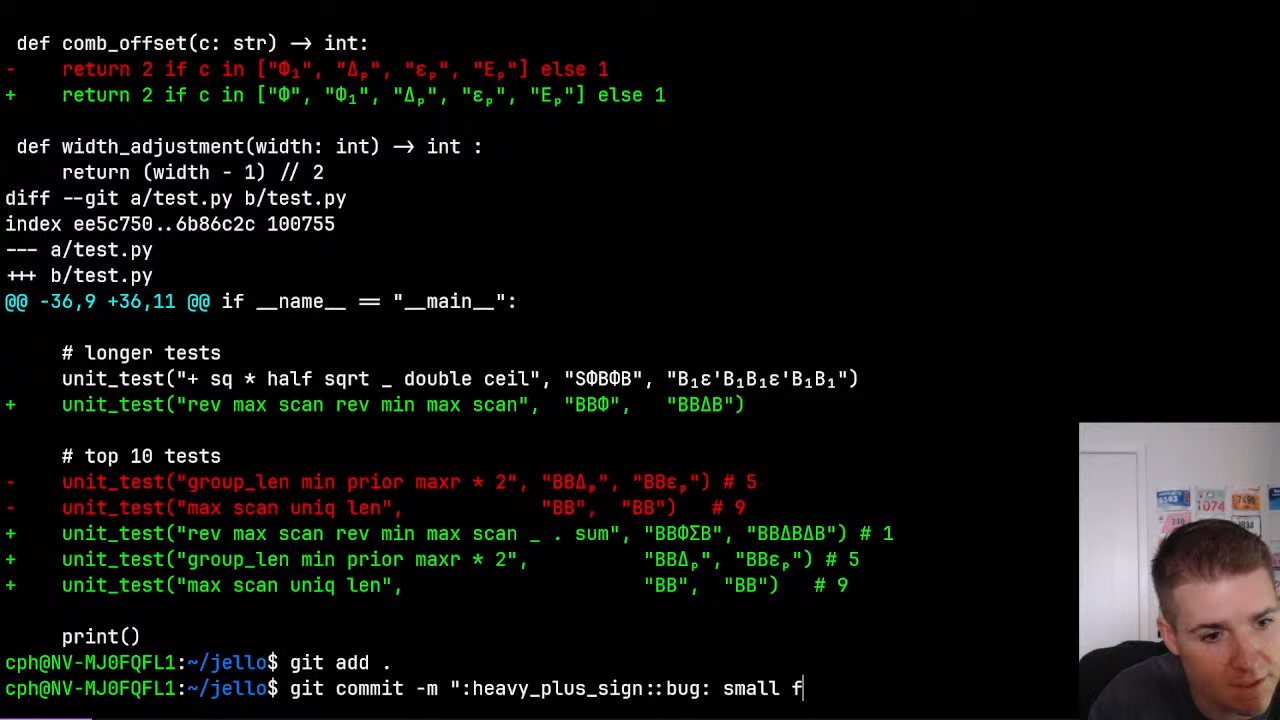 def comb_offset(c: str) -> int:
-    return 2 if c in ["Φ₁", "Δₚ", "εₚ", "Eₚ"] else 1
+    return 2 if c in ["Φ", "Φ₁", "Δₚ", "εₚ", "Eₚ"] else 1
def width_adjustment(width: int) -> int :
return (width - 1) // 2
diff --git a/test.py b/test.py
index ee5c750..6b86c2c 100755
--- a/test.py
+++ b/test.py
@@ -36,9 +36,11 @@ if __name__ == "__main__":
# longer tests
unit_test("+ sq * half sqrt _ double ceil", "SΦBΦB", "B₁ε'B₁B₁ε'B₁B₁")
+    unit_test("rev max scan rev min max scan",  "BBΦ",   "BBΔB")
# top 10 tests
-    unit_test("group_len min prior maxr * 2", "BBΔₚ", "BBεₚ") # 5
-    unit_test("max scan uniq len",            "BB",  "BB")   # 9
+    unit_test("rev max scan rev min max scan _ . sum", "BBΦΣB", "BBΔBΔB") # 1
+    unit_test("group_len min prior maxr * 2",          "BBΔₚ", "BBεₚ") # 5
+    unit_test("max scan uniq len",                     "BB",  "BB")   # 9
print()
cph@NV-MJ0FQFL1:~/jello$ git add .
cph@NV-MJ0FQFL1:~/jello$ git commit -m ":heavy_plus_sign::bug: small f
1074